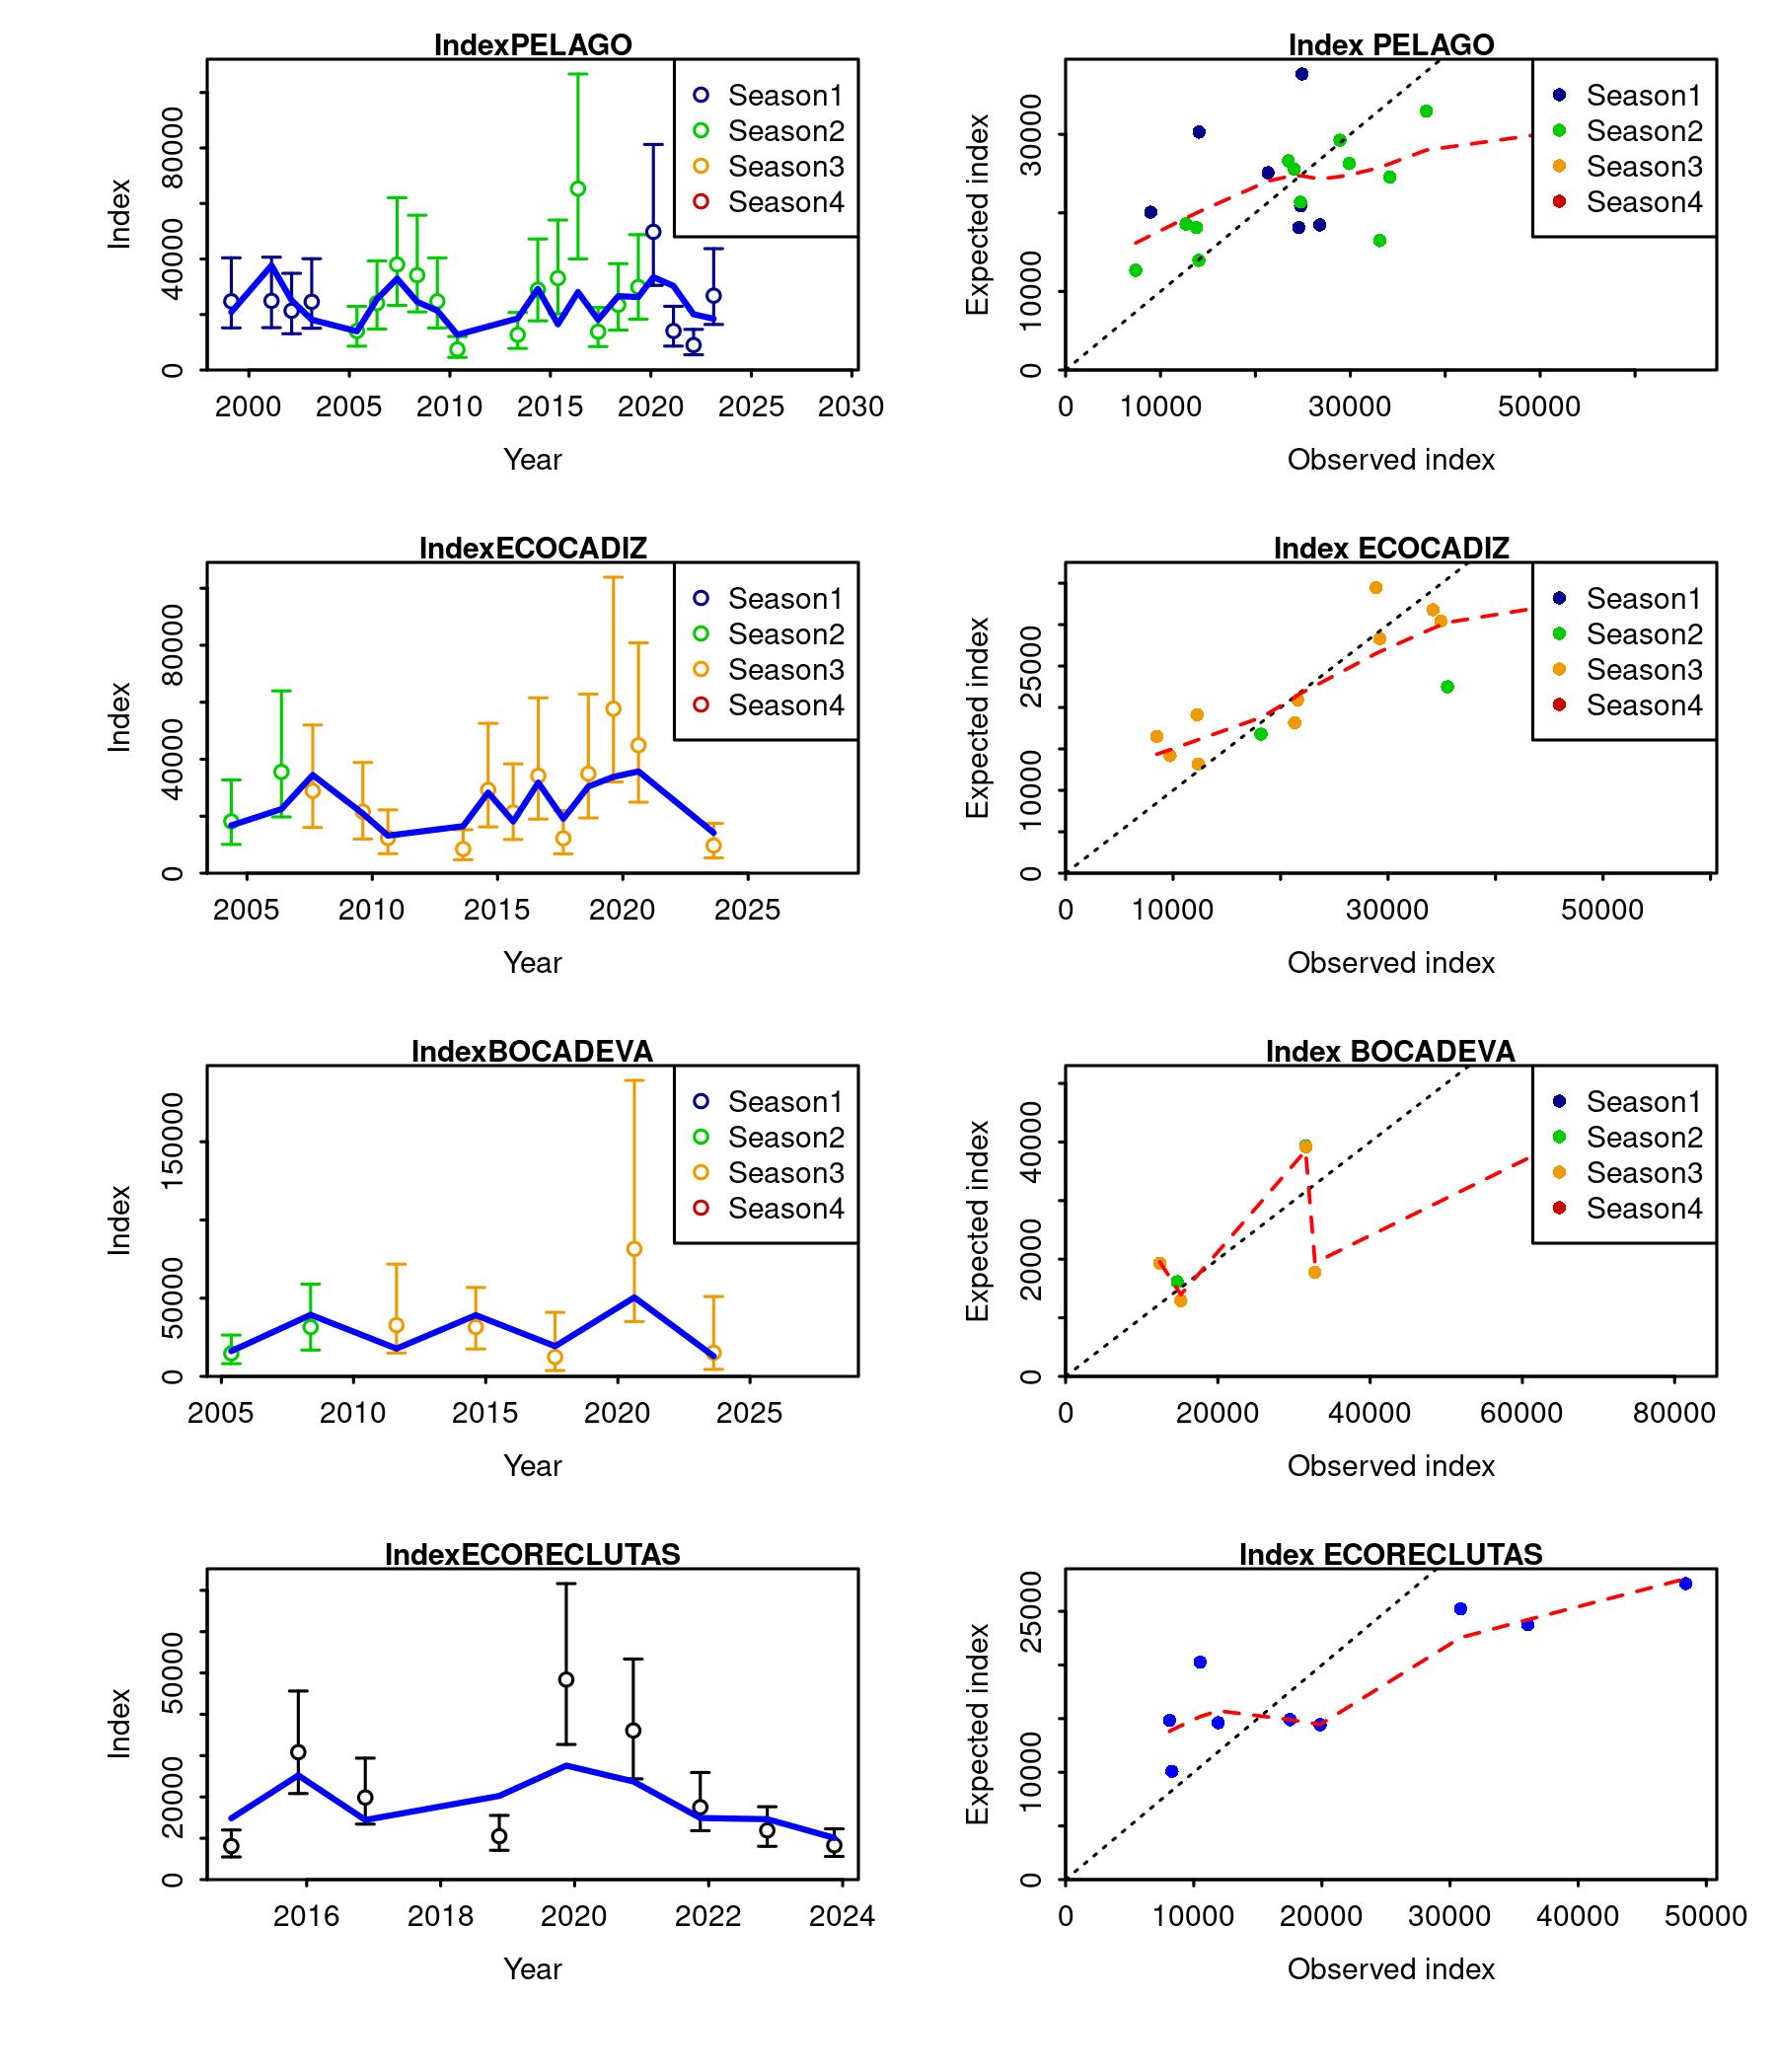 IndexPELAGO
Index
0 40000 80000
Season1
Season2
Season3
Season4
2000 2005 2010 2015 2020 2025 2030
Year
Index PELAGO
Expected index
0 10000 30000
Season1
Season2
Season3
Season4
0 10000 30000 50000
Observed index
IndexECOCADIZ
Index
0 40000 80000
Season1
Season2
Season3
Season4
2005 2010 2015 2020 2025
Year
Index ECOCADIZ
Expected index
0 10000 25000
Season1
Season2
Season3
Season4
0 10000 30000 50000
Observed index
IndexBOCADEVA
Index
0 50000 150000
Season1
Season2
Season3
Season4
2005 2010 2015 2020 2025
Year
Index BOCADEVA
Expected index
0 20000 40000
Season1
Season2
Season3
Season4
0 20000 40000 60000 80000
Observed index
IndexECORECLUTAS
Index
0 20000 50000
2016 2018 2020 2022 2024
Year
Index ECORECLUTAS
Expected index
0 10000 25000
0 10000 20000 30000 40000 50000
Observed index